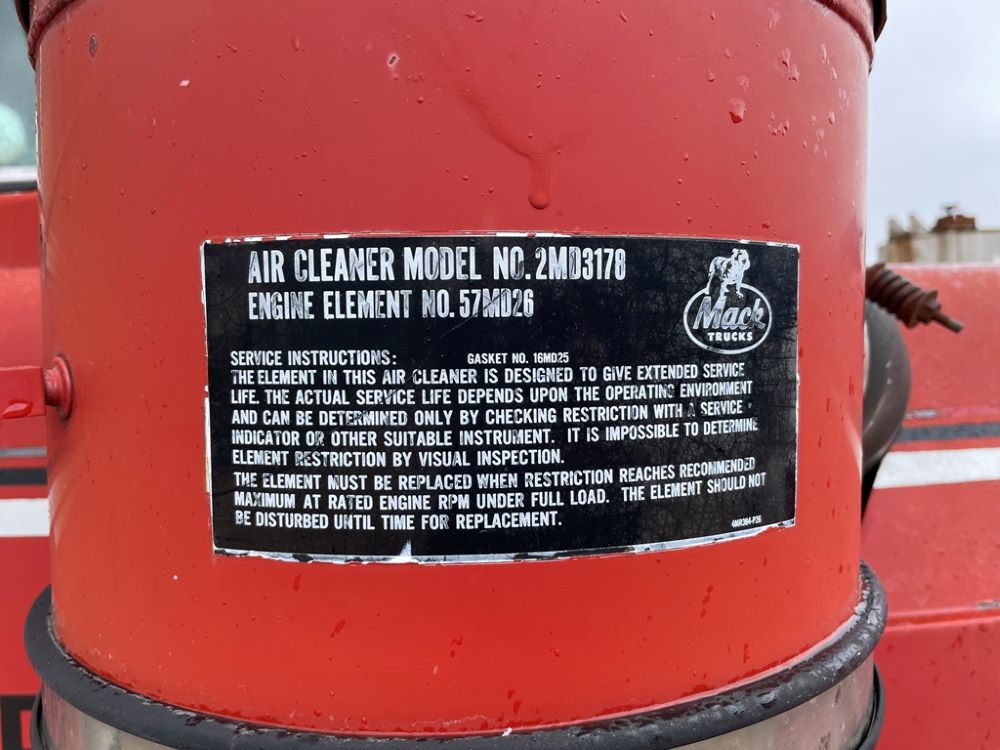 AIR CLEANER MODEL NO. 2MD3178
ENGINE ELEMENT NO. 57MD26
Mack
TRUCKS
SERVICE INSTRUCTIONS: GASKET NO. 16MD25
THE ELEMENT IN THIS AIR CLEANER IS DESIGNED TO GIVE EXTENDED SERVICE
LIFE. THE ACTUAL SERVICE LIFE DEPENDS UPON THE OPERATING ENVIRONMENT
AND CAN BE DETERMINED ONLY BY CHECKING RESTRICTION WITH A SERVICE
INDICATOR OR OTHER SUITABLE INSTRUMENT. IT IS IMPOSSIBLE TO DETERMINE
ELEMENT RESTRICTION BY VISUAL INSPECTION.
THE ELEMENT MUST BE REPLACED WHEN RESTRICTION REACHES RECOMMENDED
MAXIMUM AT RATED ENGINE RPM UNDER FULL LOAD. THE ELEMENT SHOULD NOT
BE DISTURBED UNTIL TIME FOR REPLACEMENT.
4MR364-P26